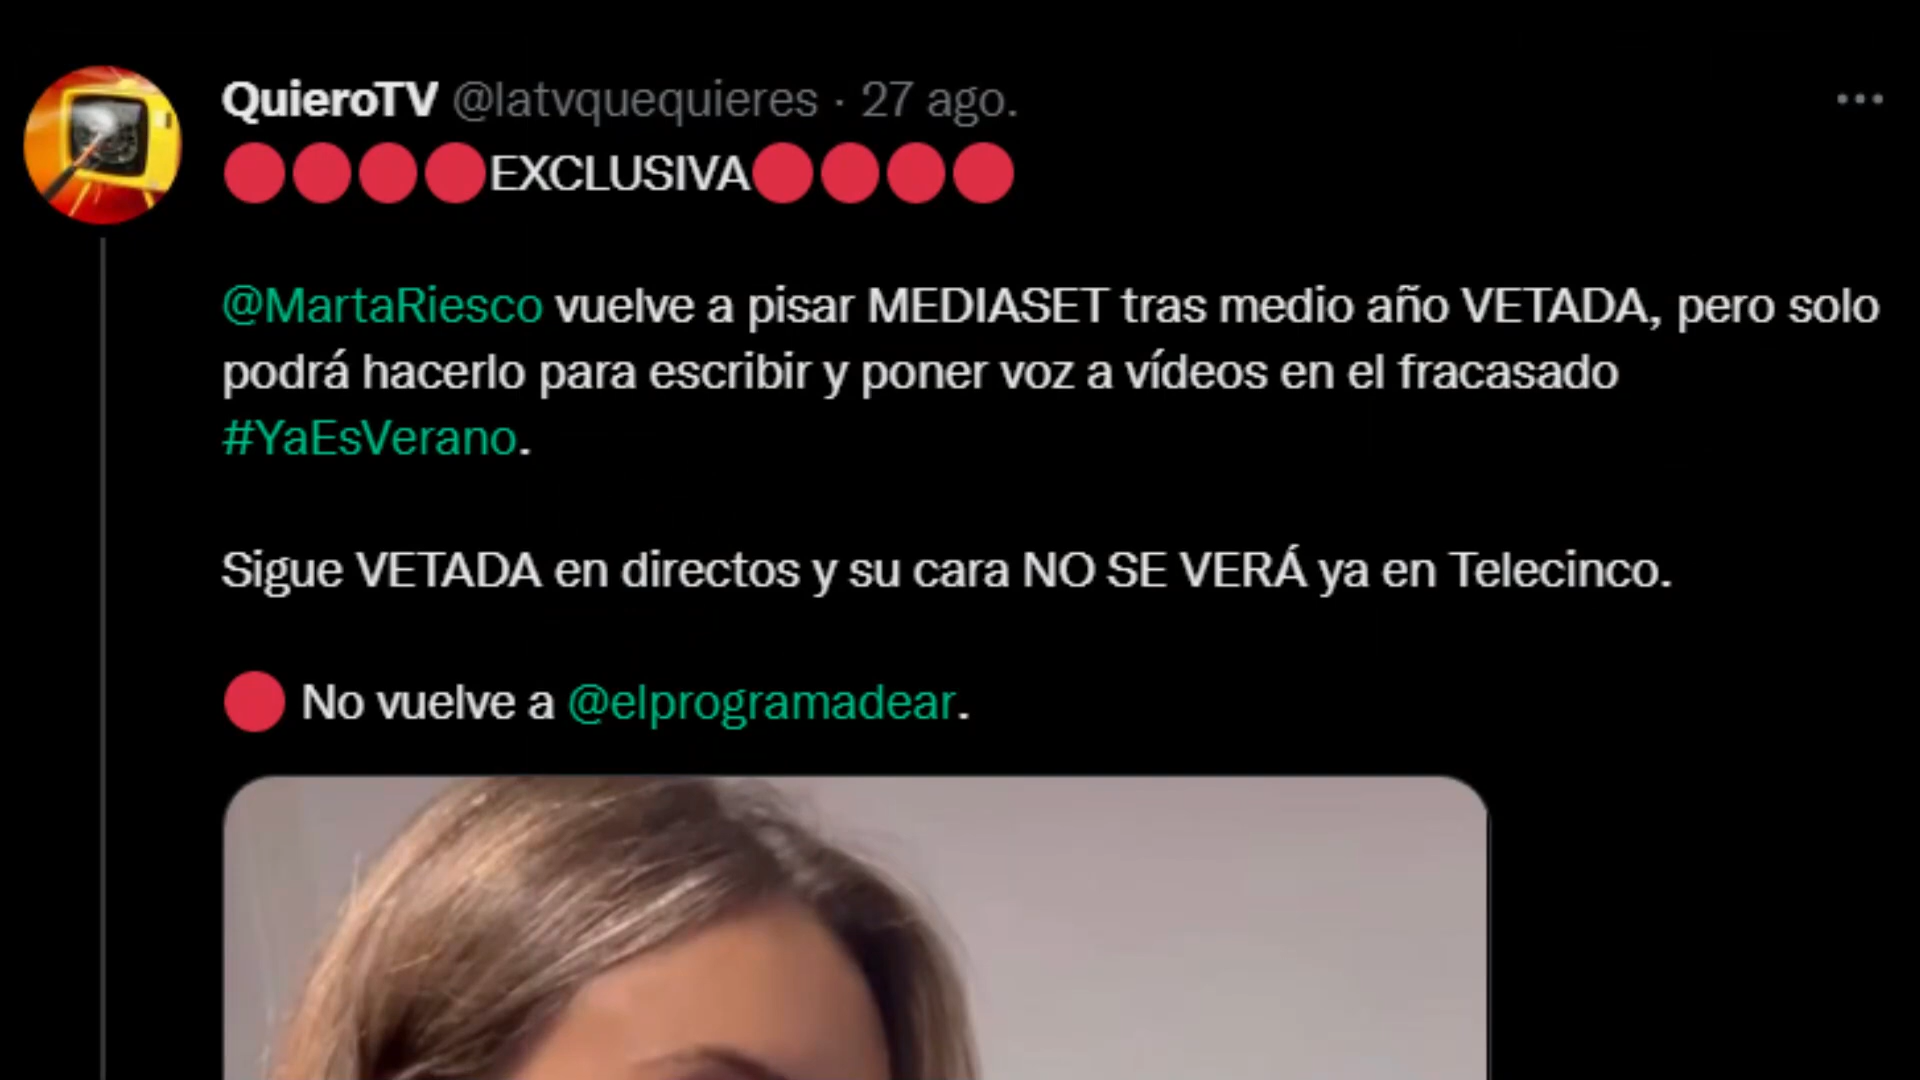 QuieroTV @latvquequieres · 27 ago.
🔴🔴🔴🔴EXCLUSIVA🔴🔴🔴🔴
@MartaRiesco vuelve a pisar MEDIASET tras medio año VETADA, pero solo
podrá hacerlo para escribir y poner voz a vídeos en el fracasado
#YaEsVerano.
Sigue VETADA en directos y su cara NO SE VERÁ ya en Telecinco.
🔴 No vuelve a @elprogramadear.